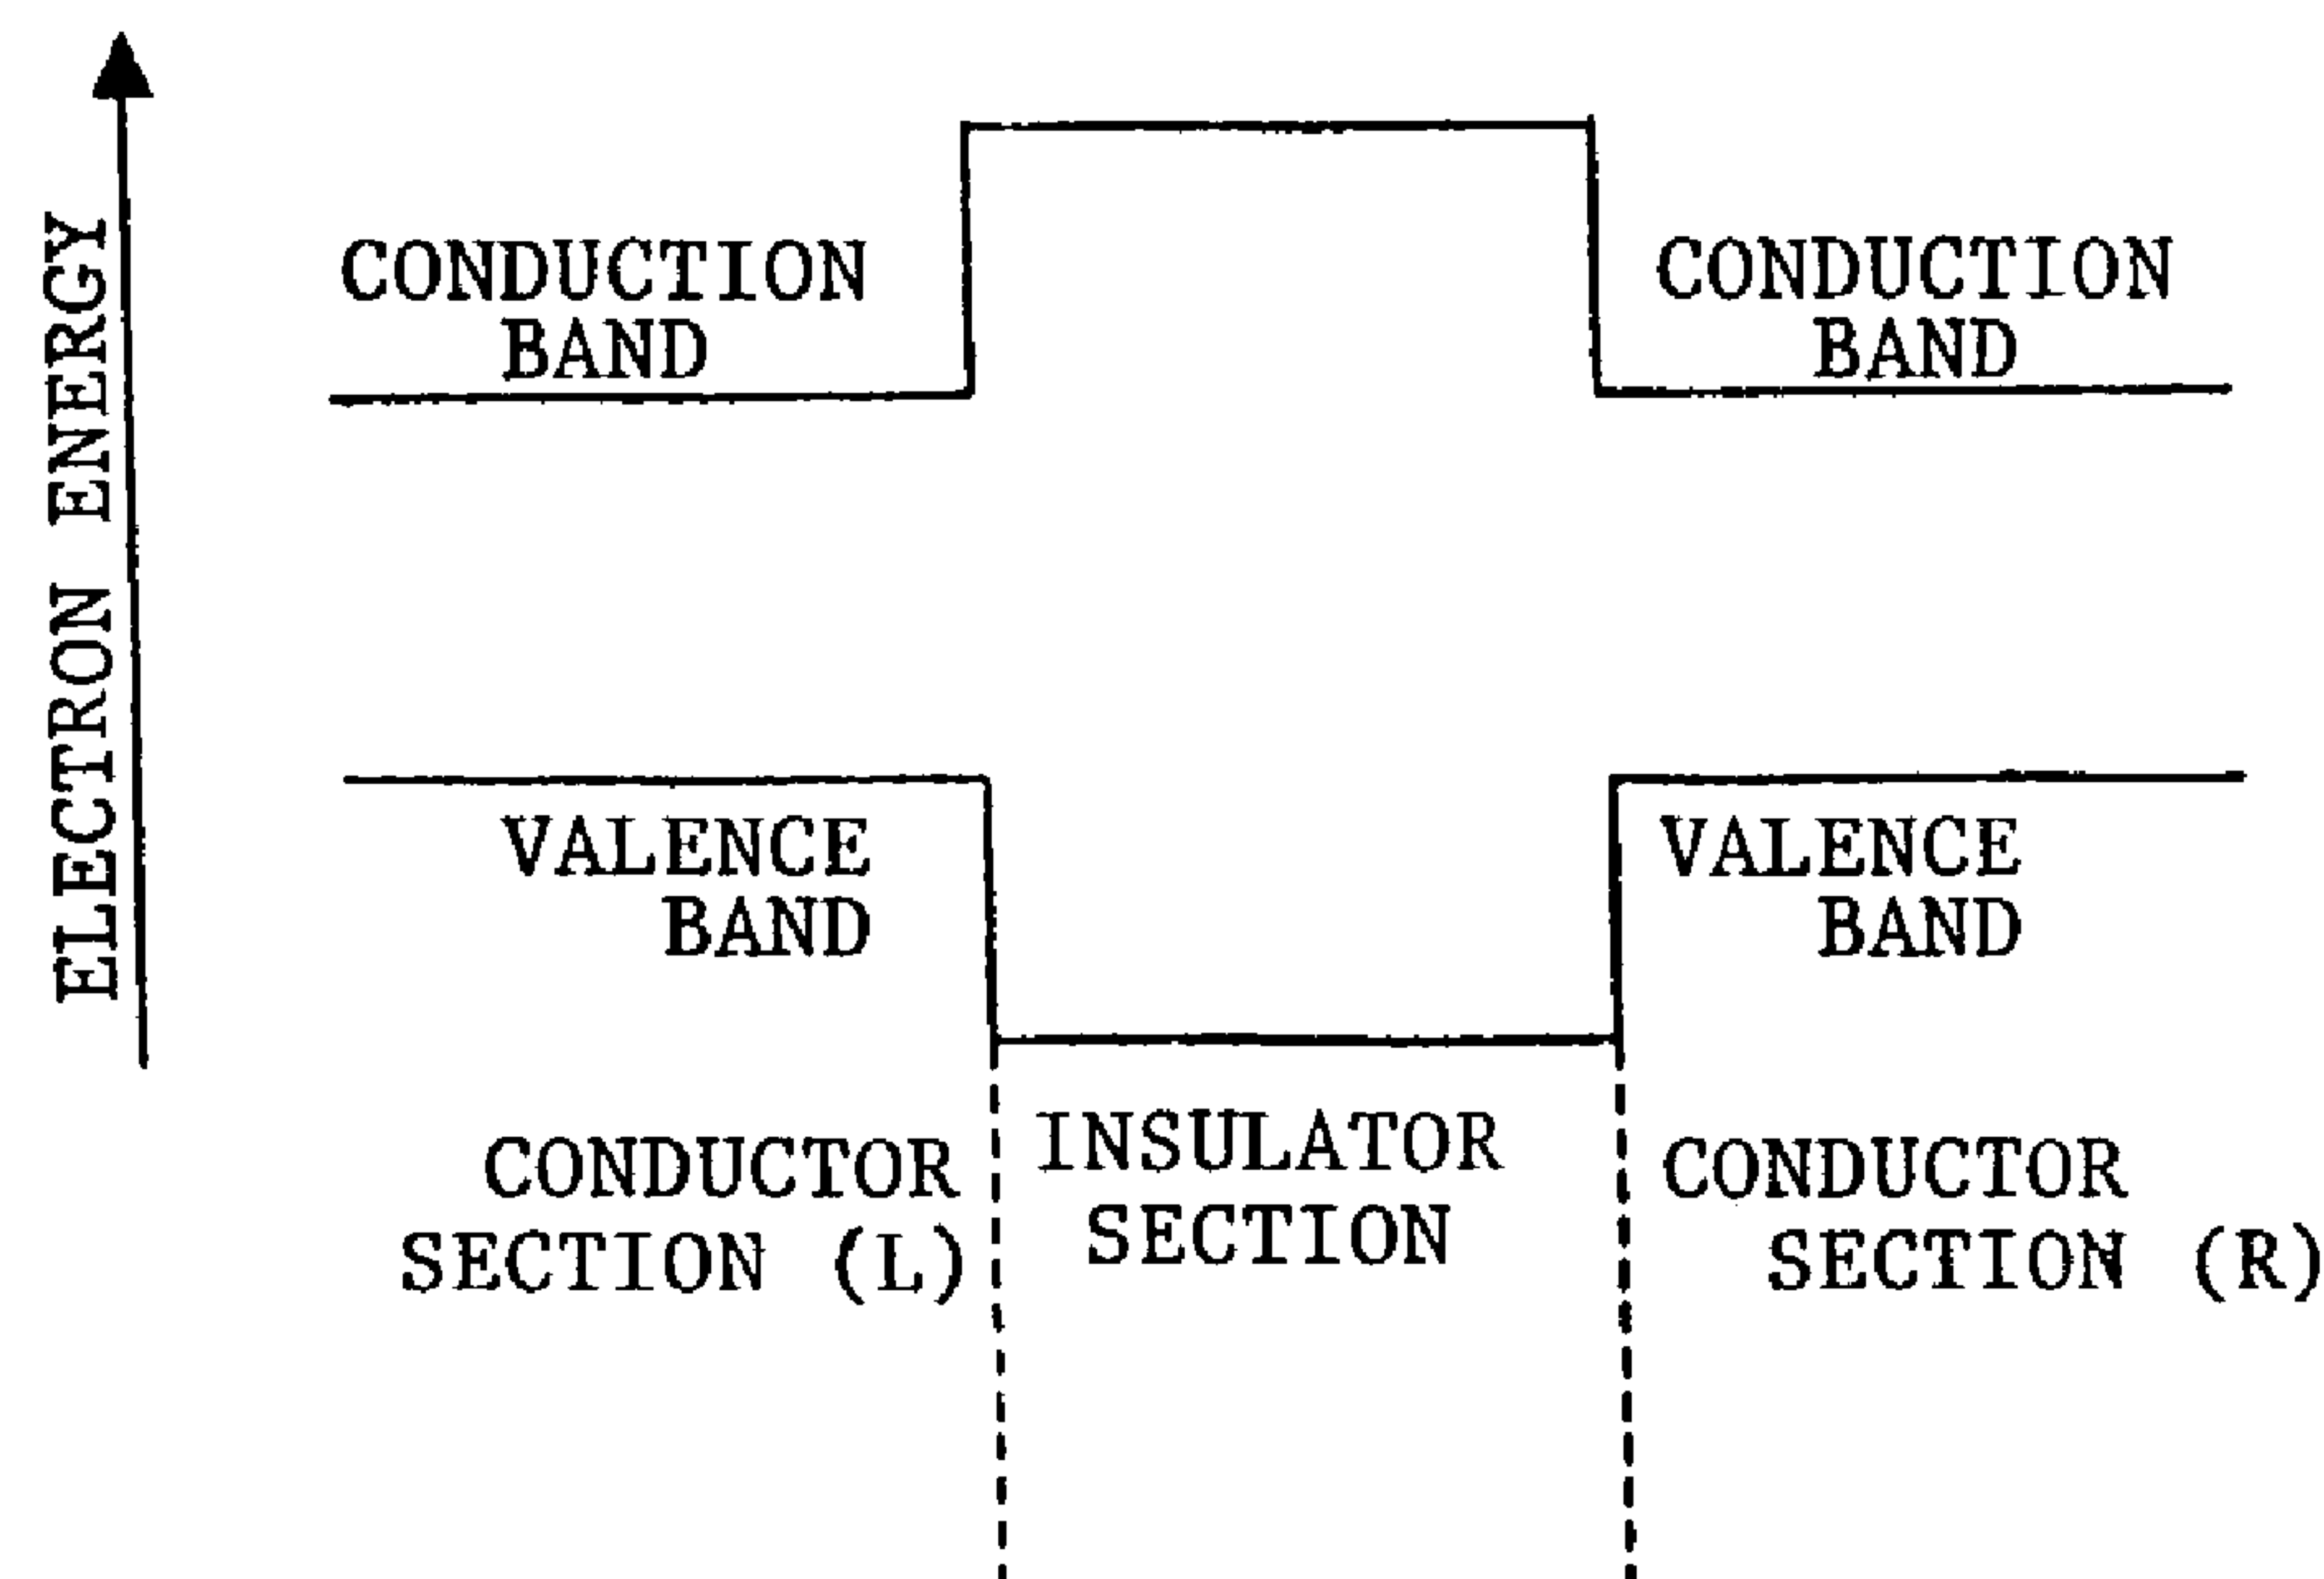 ELECTRON ENERGY
CONDUCTION
BAND
CONDUCTION
BAND
VALENCE
BAND
VALENCE
BAND
CONDUCTOR
SECTION (L)
INSULATOR
SECTION
CONDUCTOR
SECTION (R)